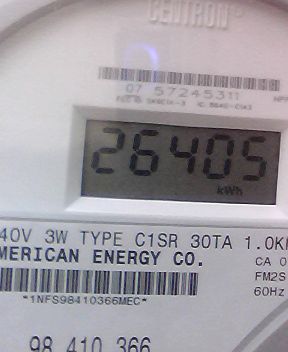 CENTRON
07 57245311
26405
kWh
40V 3W TYPE C1SR 30TA 1.0K
MERICAN ENERGY CO.
CA 0
FM2S
60Hz
*1NFS98410366MEC*
98 410 366